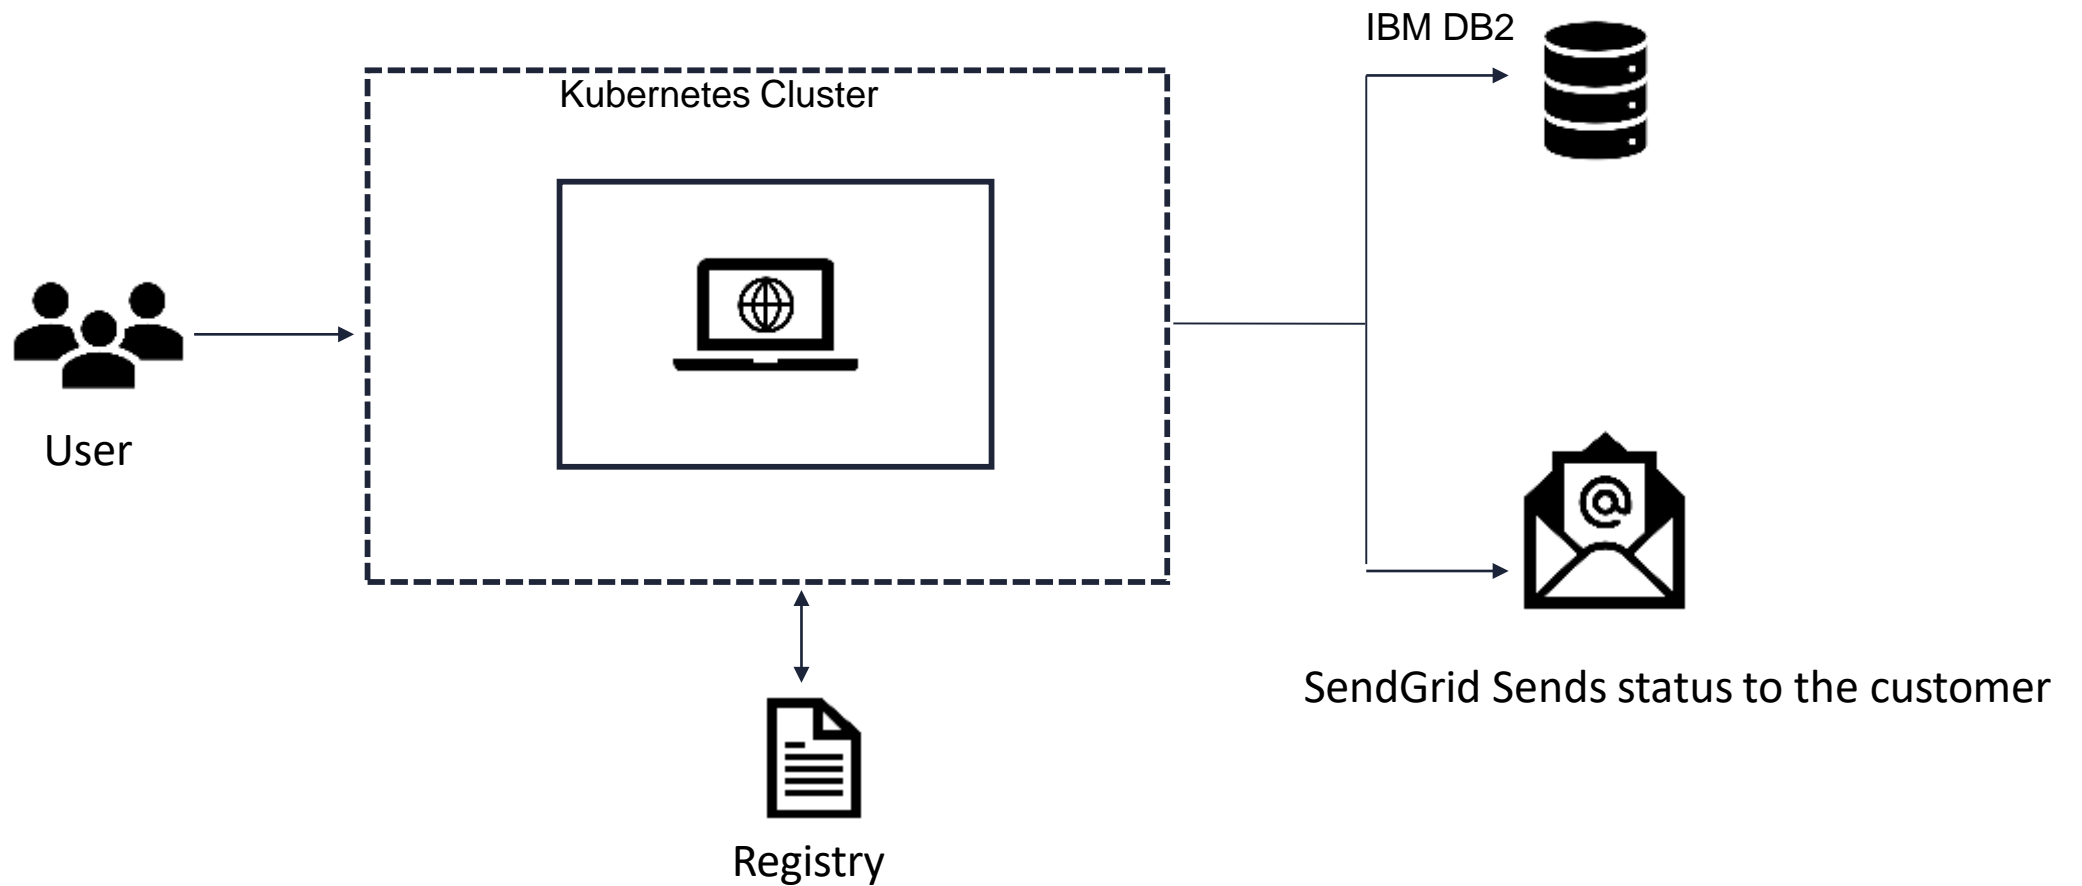 IBM DB2
Kubernetes Cluster
User
SendGrid Sends status to the customer
Registry